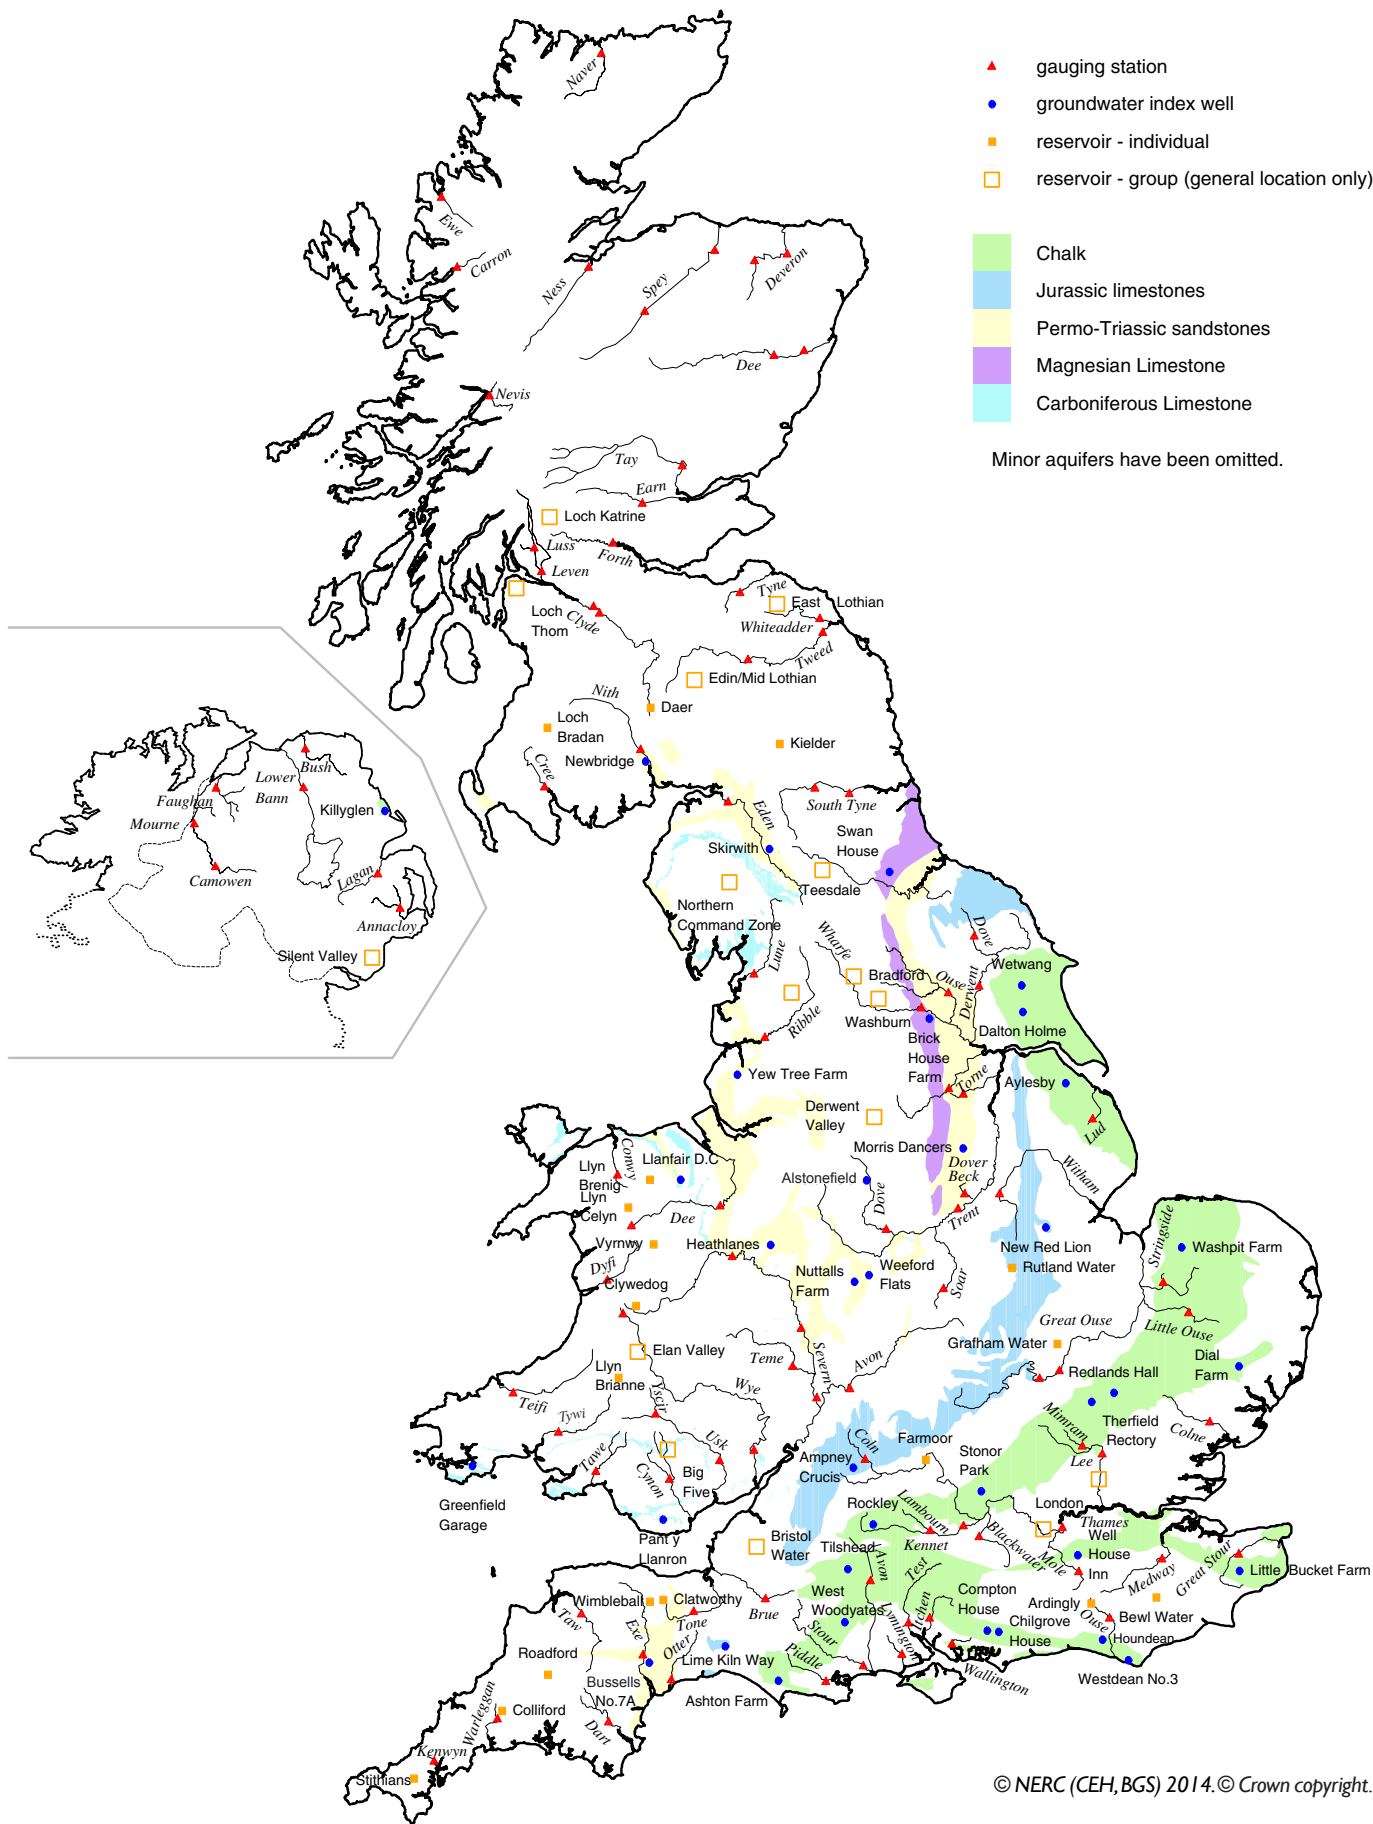 gauging station
groundwater index well
reservoir - individual
reservoir - group (general location only)
Chalk
Jurassic limestones
Permo-Triassic sandstones
Magnesian Limestone
Carboniferous Limestone
Minor aquifers have been omitted.
Naver
Ewe
Carron
Ness
Spey
Deveron
Dee
Nevis
Tay
Earn
Loch Katrine
Luss
Forth
Leven
Loch
Thom
Clyde
Tyne
East Lothian
Whiteadder
Tweed
Edin/Mid Lothian
Nith
Daer
Loch
Bradan
Kielder
Newbridge
Cree
Bush
Lower
Bann
Faughan
Killyglen
Mourne
Camowen
Lagan
Annacloy
Silent Valley
Eden
South Tyne
Swan
House
Skirwith
Teesdale
Northern
Command Zone
Lune
Wharfe
Dove
Bradford
Ouse
Derwent
Wetwang
Washburn
Dalton Holme
Ribble
Brick
House
Farm
Torne
Yew Tree Farm
Aylesby
Derwent
Valley
Lud
Morris Dancers
Conwy
Llanfair D.C
Llyn
Brenig
Alstonefield
Dover
Beck
Witham
Llyn
Celyn
Dee
Dove
Trent
Vyrnwy
Heathlanes
New Red Lion
Stringside
Washpit Farm
Dyfi
Nuttalls
Farm
Weeford
Flats
Soar
Rutland Water
Clywedog
Great Ouse
Little Ouse
Elan Valley
Teme
Severn
Avon
Grafham Water
Dial
Farm
Llyn
Brianne
Yscir
Wye
Redlands Hall
Teifi
Tywi
Mimram
Therfield
Rectory
Colne
Tawe
Usk
Cynon
Big
Five
Coln
Farmoor
Ampney
Crucis
Stonor
Park
Lee
Greenfield
Garage
Rockley
Lambourn
London
Thames
Pant y
Llanron
Bristol
Water
Tilshead
Kennet
Blackwater
Mole
Well
House
Inn
Medway
Great Stour
Little Bucket Farm
Avon
Test
Wimbleball
Clatworthy
West
Woodyates
Itchen
Compton
House
Chilgrove
House
Ardingly
Bewl Water
Taw
Exe
Tone
Brue
Stour
Lymington
Ouse
Houndean
Otter
Roadford
Lime Kiln Way
Piddle
Wallington
Westdean No.3
Bussells
No.7A
Ashton Farm
Warleggan
Colliford
Dart
Kenwyn
Stithians
© NERC (CEH, BGS) 2014. © Crown copyright.